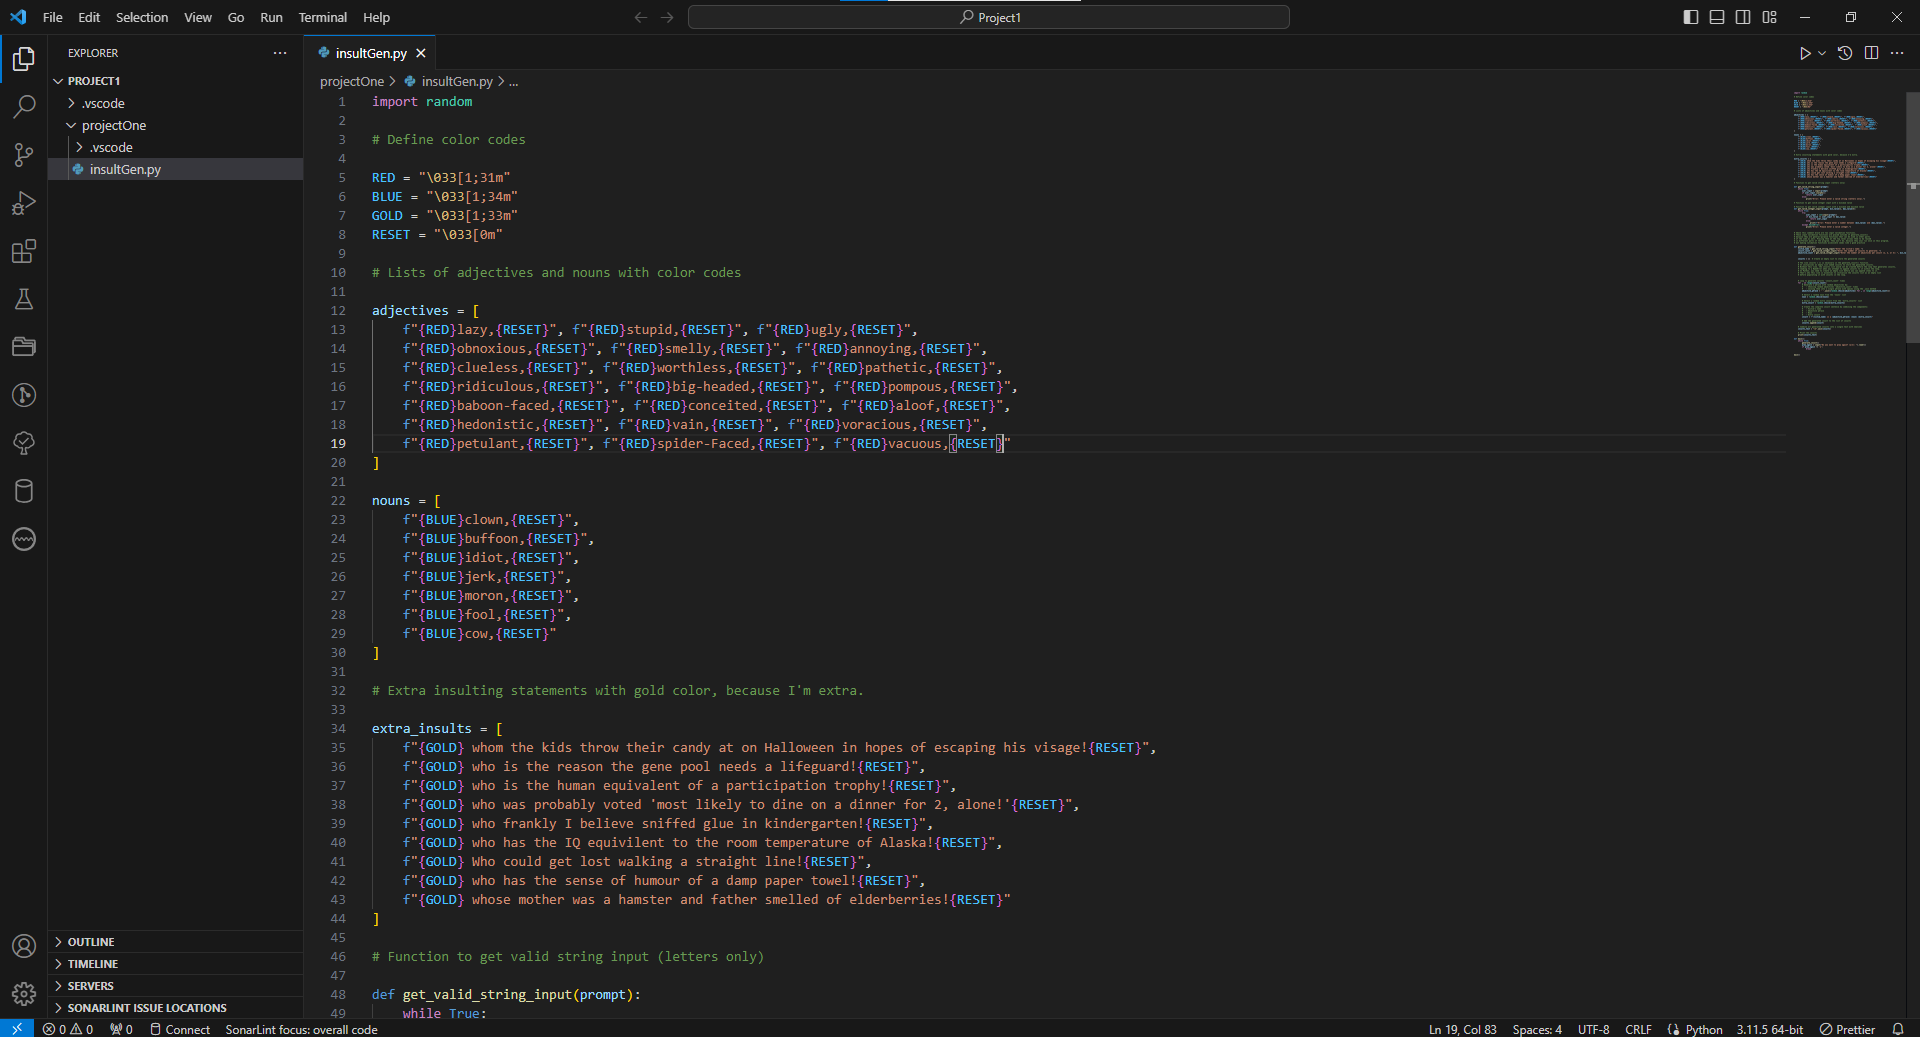 File Edit Selection View Go Run Terminal Help
Project1
EXPLORER
PROJECT1
.vscode
projectOne
.vscode
insultGen.py
OUTLINE
TIMELINE
SERVERS
SONARLINT ISSUE LOCATIONS
insultGen.py
projectOne > insultGen.py > ...
1 import random
2
3 # Define color codes
4
5 RED = "\033[1;31m"
6 BLUE = "\033[1;34m"
7 GOLD = "\033[1;33m"
8 RESET = "\033[0m"
9
10 # Lists of adjectives and nouns with color codes
11
12 adjectives = [
13 f"{RED}lazy,{RESET}", f"{RED}stupid,{RESET}", f"{RED}ugly,{RESET}",
14 f"{RED}obnoxious,{RESET}", f"{RED}smelly,{RESET}", f"{RED}annoying,{RESET}",
15 f"{RED}clueless,{RESET}", f"{RED}worthless,{RESET}", f"{RED}pathetic,{RESET}",
16 f"{RED}ridiculous,{RESET}", f"{RED}big-headed,{RESET}", f"{RED}pompous,{RESET}",
17 f"{RED}baboon-faced,{RESET}", f"{RED}conceited,{RESET}", f"{RED}aloof,{RESET}",
18 f"{RED}hedonistic,{RESET}", f"{RED}vain,{RESET}", f"{RED}voracious,{RESET}",
19 f"{RED}petulant,{RESET}", f"{RED}spider-Faced,{RESET}", f"{RED}vacuous,{RESET}"
20 ]
21
22 nouns = [
23 f"{BLUE}clown,{RESET}",
24 f"{BLUE}buffoon,{RESET}",
25 f"{BLUE}idiot,{RESET}",
26 f"{BLUE}jerk,{RESET}",
27 f"{BLUE}moron,{RESET}",
28 f"{BLUE}fool,{RESET}",
29 f"{BLUE}cow,{RESET}"
30 ]
31
32 # Extra insulting statements with gold color, because I'm extra.
33
34 extra_insults = [
35 f"{GOLD} whom the kids throw their candy at on Halloween in hopes of escaping his visage!{RESET}",
36 f"{GOLD} who is the reason the gene pool needs a lifeguard!{RESET}",
37 f"{GOLD} who is the human equivalent of a participation trophy!{RESET}",
38 f"{GOLD} who was probably voted 'most likely to dine on a dinner for 2, alone!'{RESET}",
39 f"{GOLD} who frankly I believe sniffed glue in kindergarten!{RESET}",
40 f"{GOLD} who has the IQ equivilent to the room temperature of Alaska!{RESET}",
41 f"{GOLD} Who could get lost walking a straight line!{RESET}",
42 f"{GOLD} who has the sense of humour of a damp paper towel!{RESET}",
43 f"{GOLD} whose mother was a hamster and father smelled of elderberries!{RESET}"
44 ]
45
46 # Function to get valid string input (letters only)
47
48 def get_valid_string_input(prompt):
49 while True:
0 0 0 Connect SonarLint focus: overall code
Ln 19, Col 83 Spaces: 4 UTF-8 CRLF Python 3.11.5 64-bit Prettier